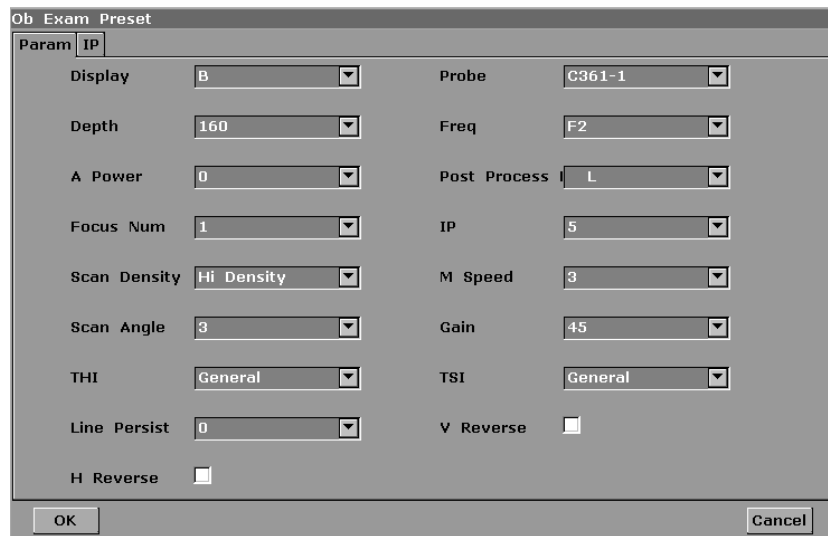 Ob Exam Preset
Param IP
Display B Probe C361-1
Depth 160 Freq F2
A Power 0 Post Process L
Focus Num 1 IP 5
Scan Density Hi Density M Speed 3
Scan Angle 3 Gain 45
THI General TSI General
Line Persist 0 V Reverse
H Reverse
OK Cancel